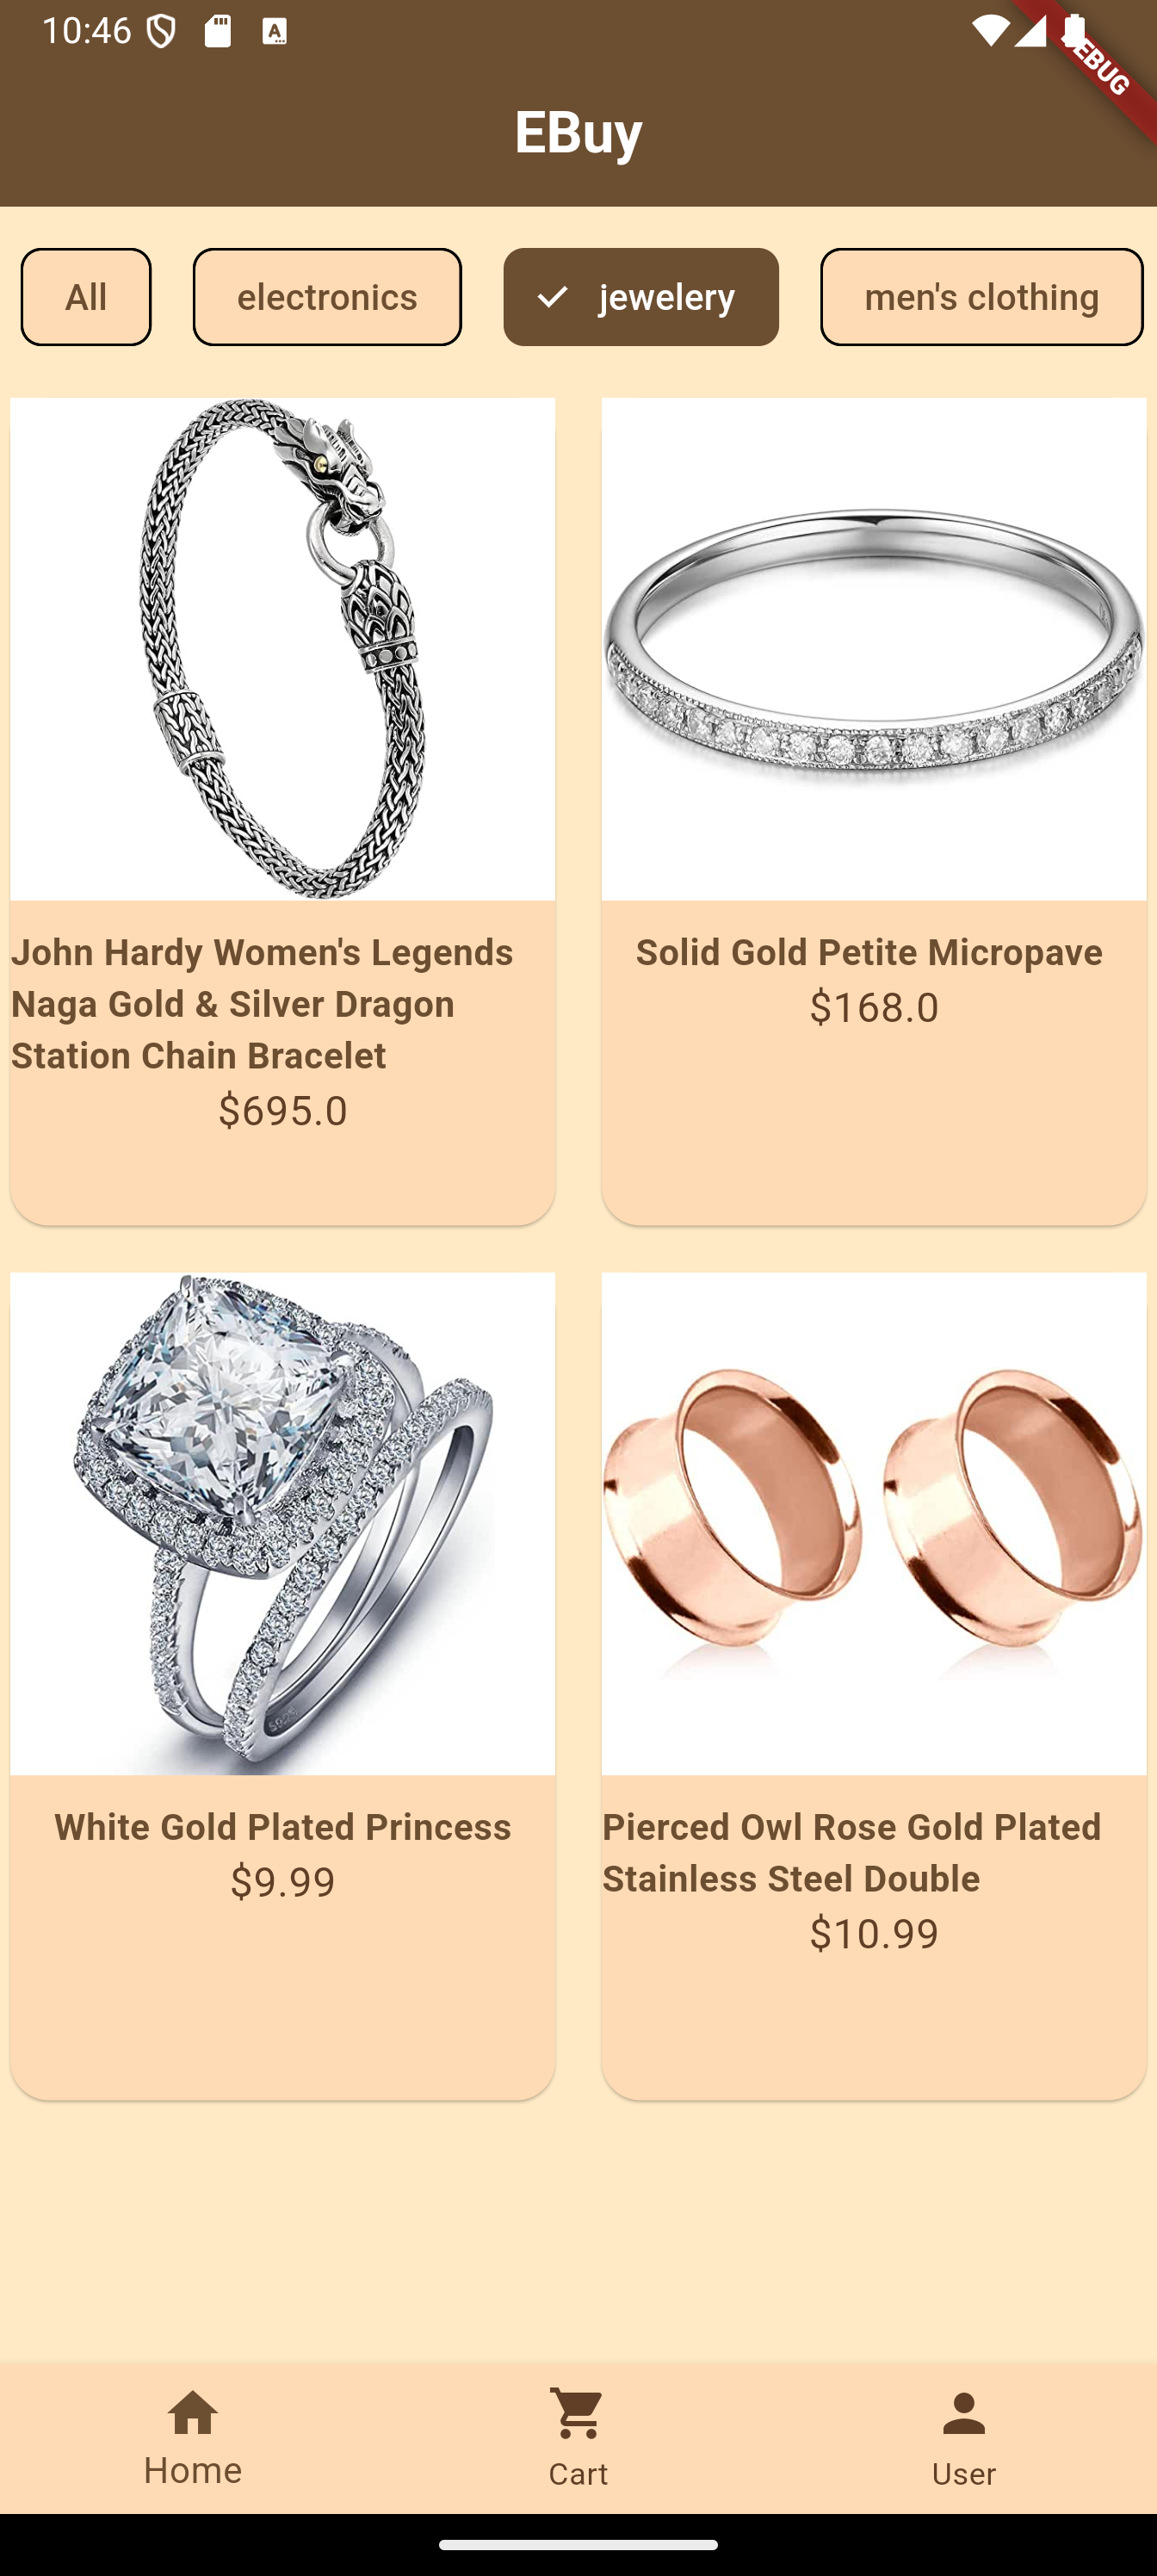 10:46
DEBUG
EBuy
All
electronics
jewelery
men's clothing
John Hardy Women's Legends
Naga Gold & Silver Dragon
Station Chain Bracelet
$695.0
Solid Gold Petite Micropave
$168.0
White Gold Plated Princess
$9.99
Pierced Owl Rose Gold Plated
Stainless Steel Double
$10.99
Home
Cart
User